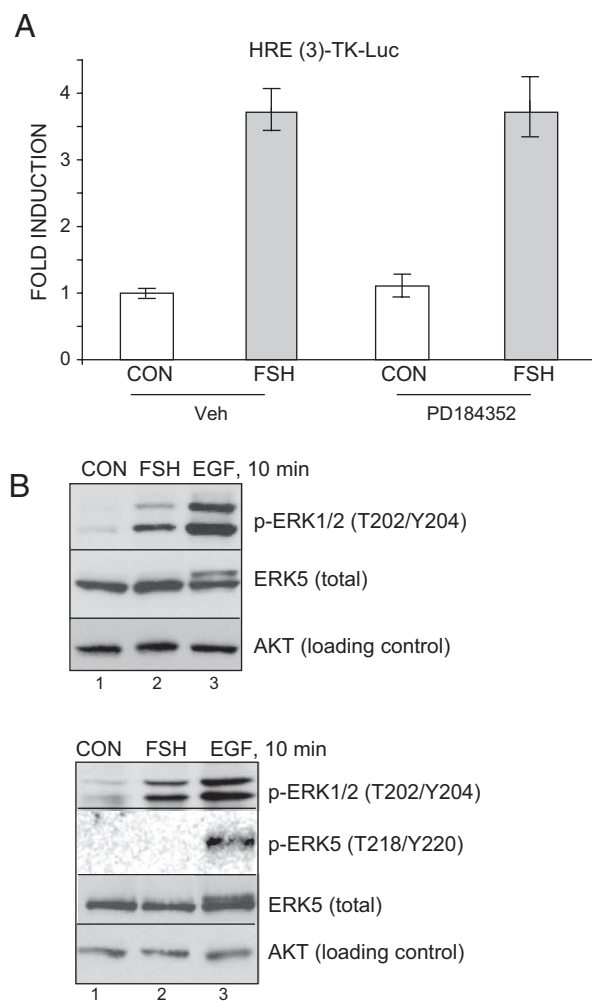 A
HRE (3)-TK-Luc
FOLD INDUCTION
4
3
2
1
0
CON FSH CON FSH
Veh PD184352
B
CON FSH EGF, 10 min
p-ERK1/2 (T202/Y204)
ERK5 (total)
AKT (loading control)
1 2 3
CON FSH EGF, 10 min
p-ERK1/2 (T202/Y204)
p-ERK5 (T218/Y220)
ERK5 (total)
AKT (loading control)
1 2 3